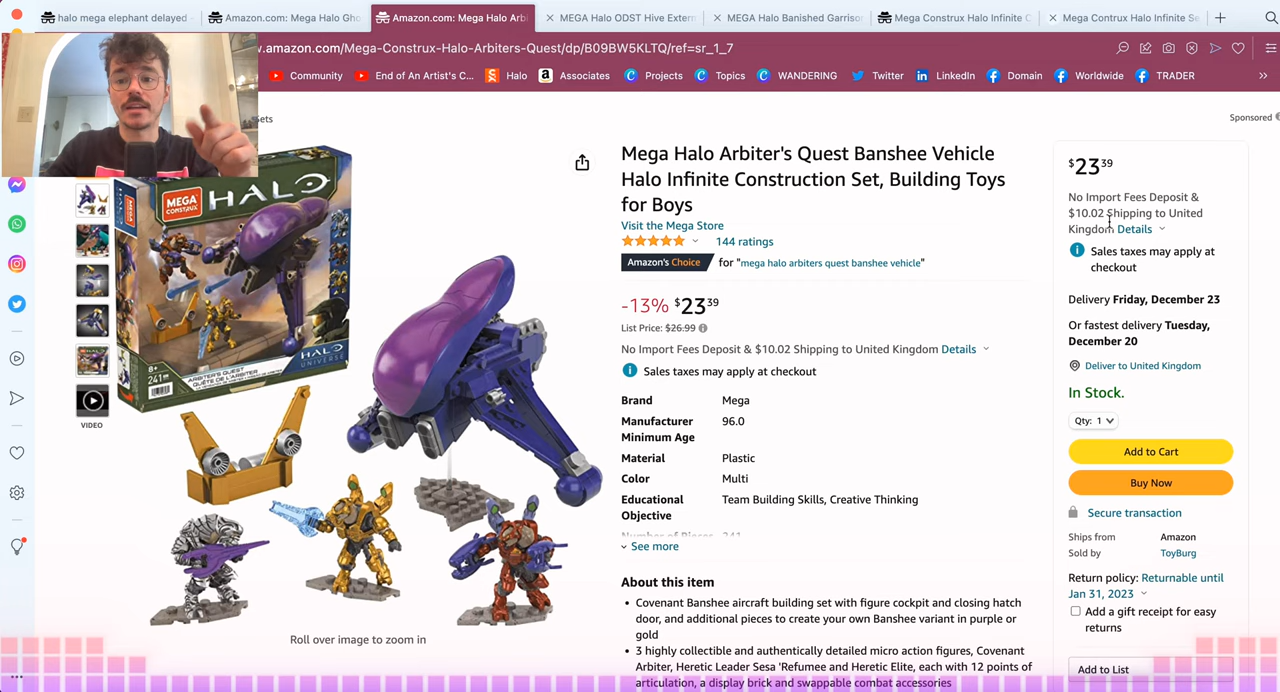 halo mega elephant delayed
Amazon.com: Mega Halo Gho
Amazon.com: Mega Halo Arbi
MEGA Halo ODST Hive Extern
MEGA Halo Banished Garriso
Mega Construx Halo Infinite C
Mega Contrux Halo Infinite Se
w.amazon.com/Mega-Construx-Halo-Arbiters-Quest/dp/B09BW5KLTQ/ref=sr_1_7
Community
End of An Artist's C...
Halo
Associates
Projects
Topics
WANDERING
Twitter
LinkedIn
Domain
Worldwide
TRADER
Sets
Sponsored
MEGA
CONSTRUX
HALO
8+
241
ARBITER'S QUEST
QUÊTE DE L'ARBITER
HALO
UNIVERSE
VIDEO
Roll over image to zoom in
Mega Halo Arbiter's Quest Banshee Vehicle
Halo Infinite Construction Set, Building Toys
for Boys
Visit the Mega Store
144 ratings
Amazon's Choice for "mega halo arbiters quest banshee vehicle"
-13% $23 39
List Price: $26.99
No Import Fees Deposit & $10.02 Shipping to United Kingdom Details
Sales taxes may apply at checkout
Brand Mega
Manufacturer 96.0
Minimum Age
Material Plastic
Color Multi
Educational Team Building Skills, Creative Thinking
Objective
Number of Pieces 241
See more
About this item
• Covenant Banshee aircraft building set with figure cockpit and closing hatch
door, and additional pieces to create your own Banshee variant in purple or
gold
• 3 highly collectible and authentically detailed micro action figures, Covenant
Arbiter, Heretic Leader Sesa 'Refumee and Heretic Elite, each with 12 points of
articulation, a display brick and swappable combat accessories
$23 39
No Import Fees Deposit &
$10.02 Shipping to United
Kingdom Details
Sales taxes may apply at
checkout
Delivery Friday, December 23
Or fastest delivery Tuesday,
December 20
Deliver to United Kingdom
In Stock.
Qty: 1
Add to Cart
Buy Now
Secure transaction
Ships from Amazon
Sold by ToyBurg
Return policy: Returnable until
Jan 31, 2023
Add a gift receipt for easy
returns
Add to List